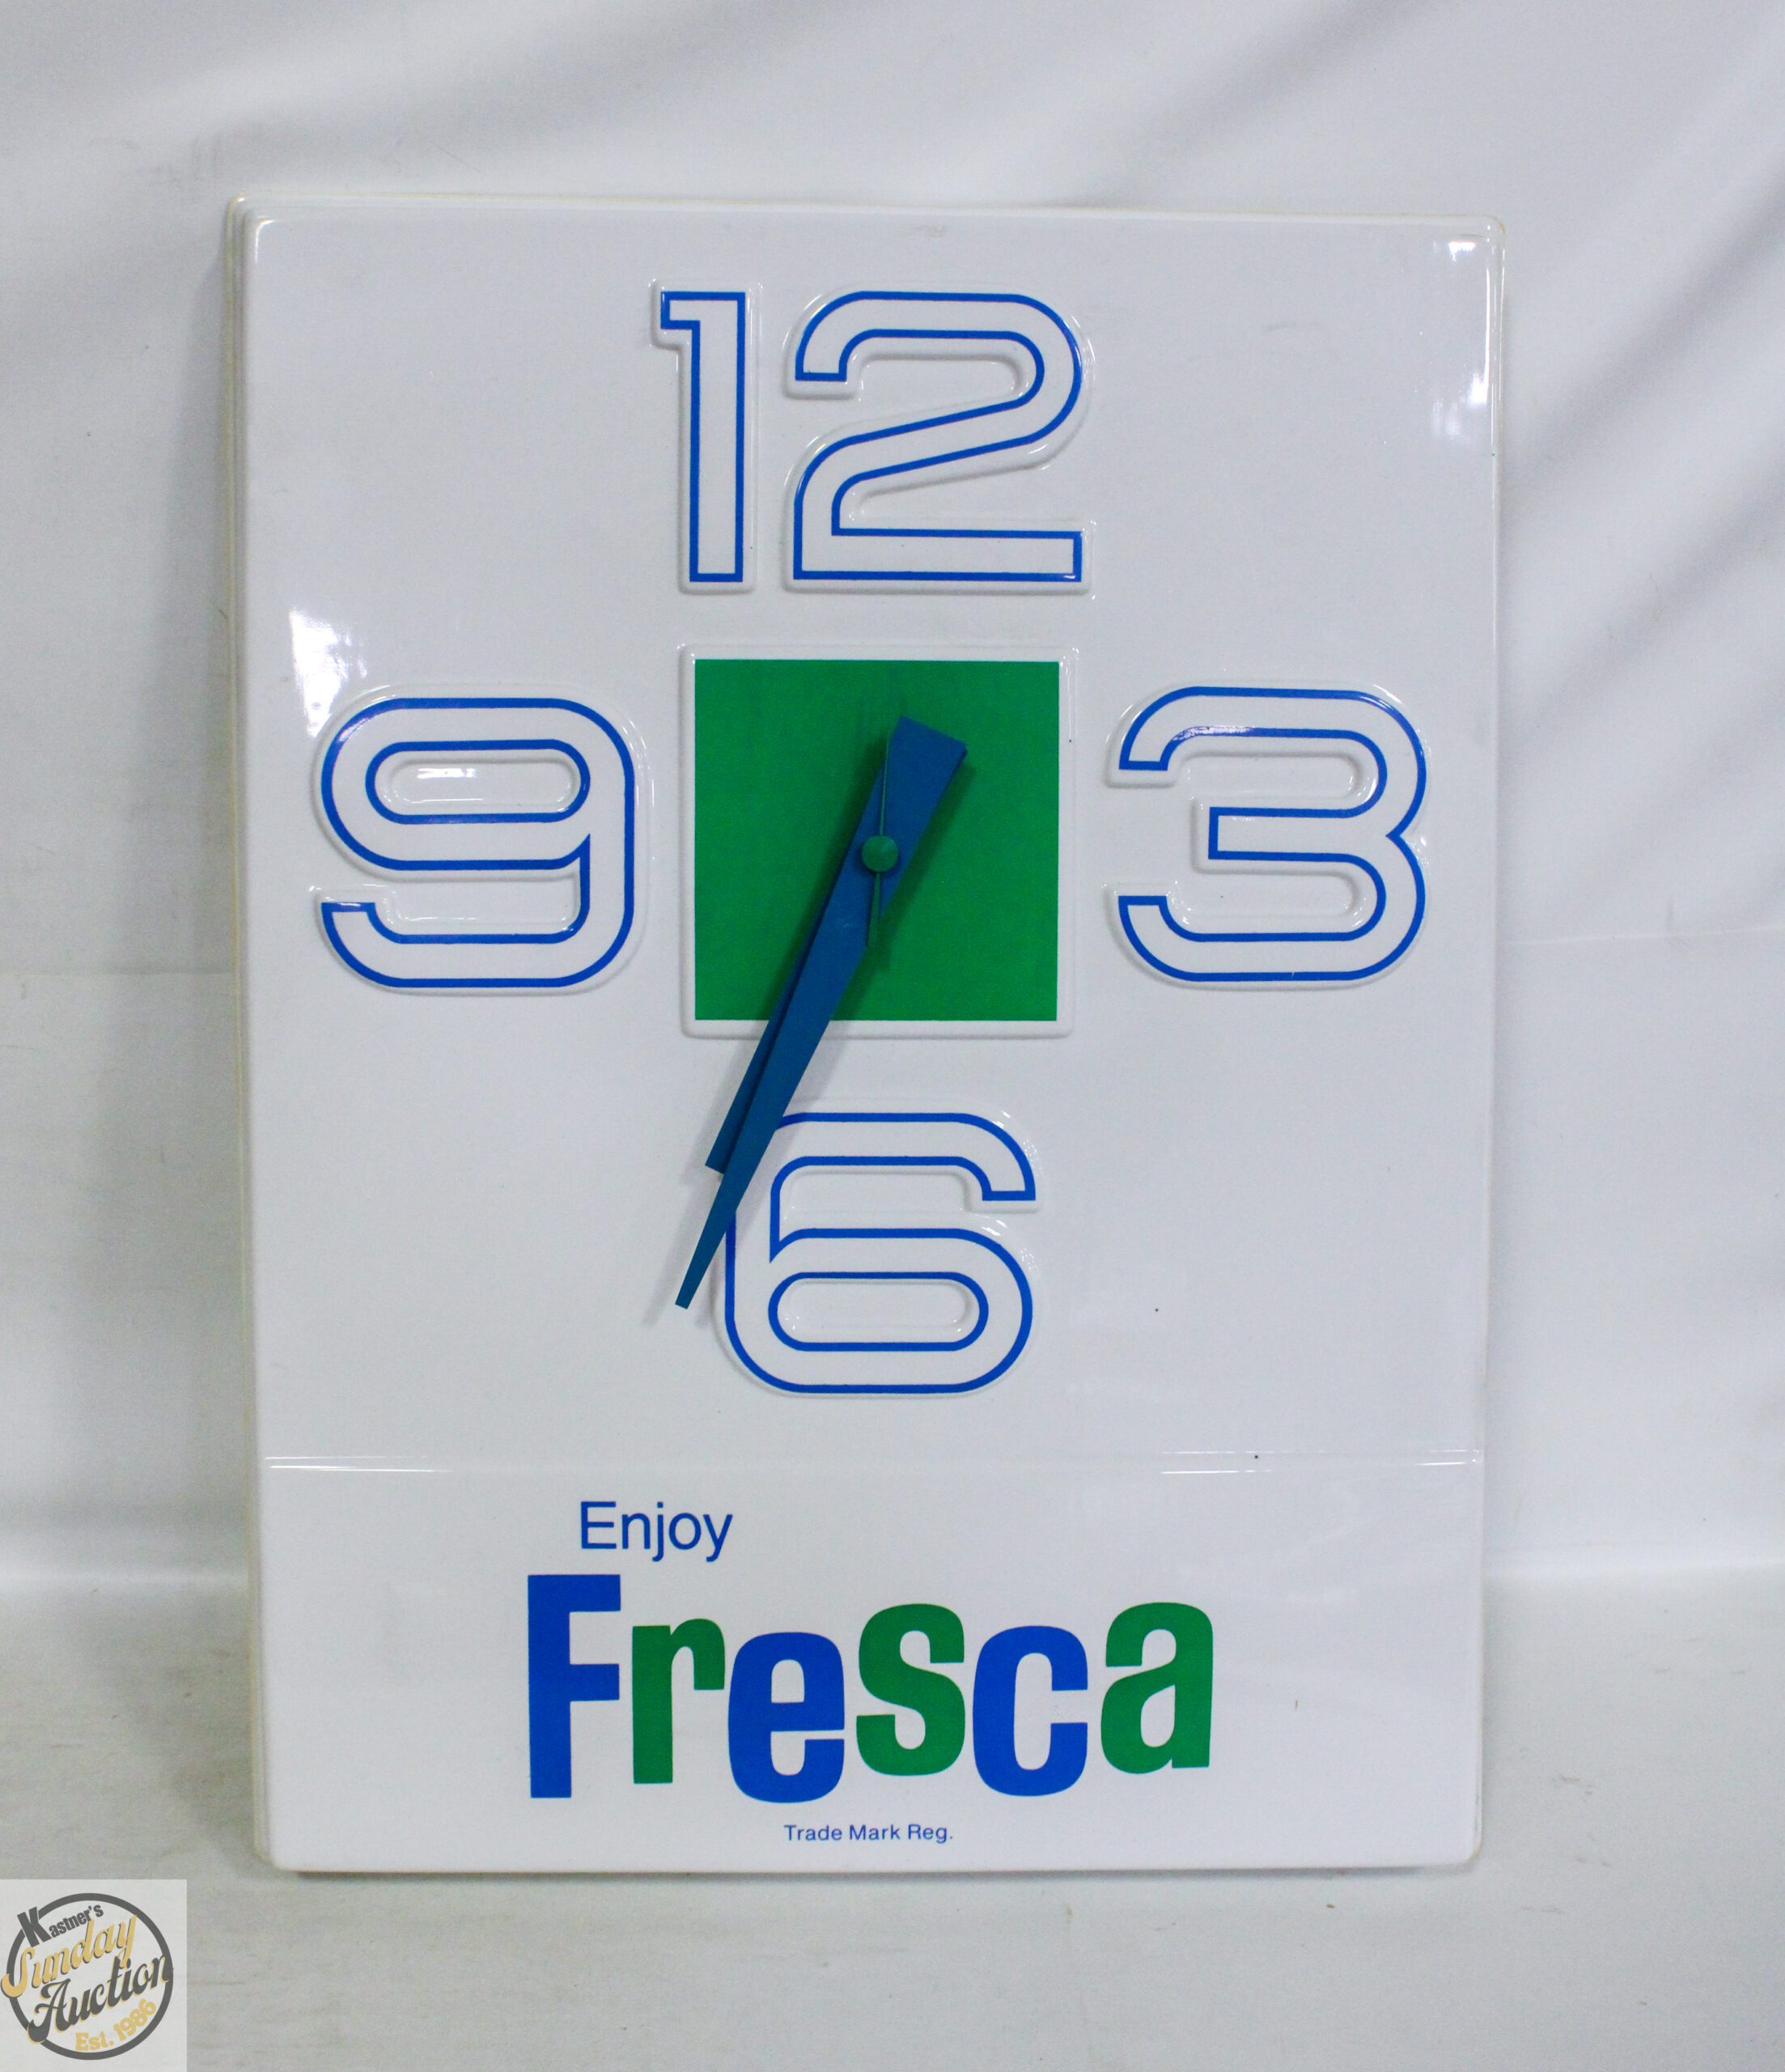 12
9 3
6
Enjoy
Fresca
Trade Mark Reg.
Kastner's
Sunday
Auction
Est. 1986